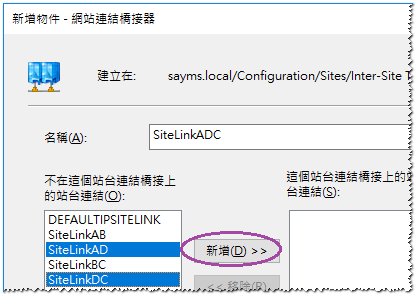 新增物件 - 網站連結橋接器
建立在:
sayms.local/Configuration/Sites/Inter-Site
名稱(A):
SiteLinkADC
不在這個站台連結橋接上的站台連結(O):
這個站台連結橋接上的
台連結(S):
DEFAULTIPSITELINK
SiteLinkAB
SiteLinkAD
SiteLinkBC
SiteLinkDC
新增(D) >>
<< 移除(R)